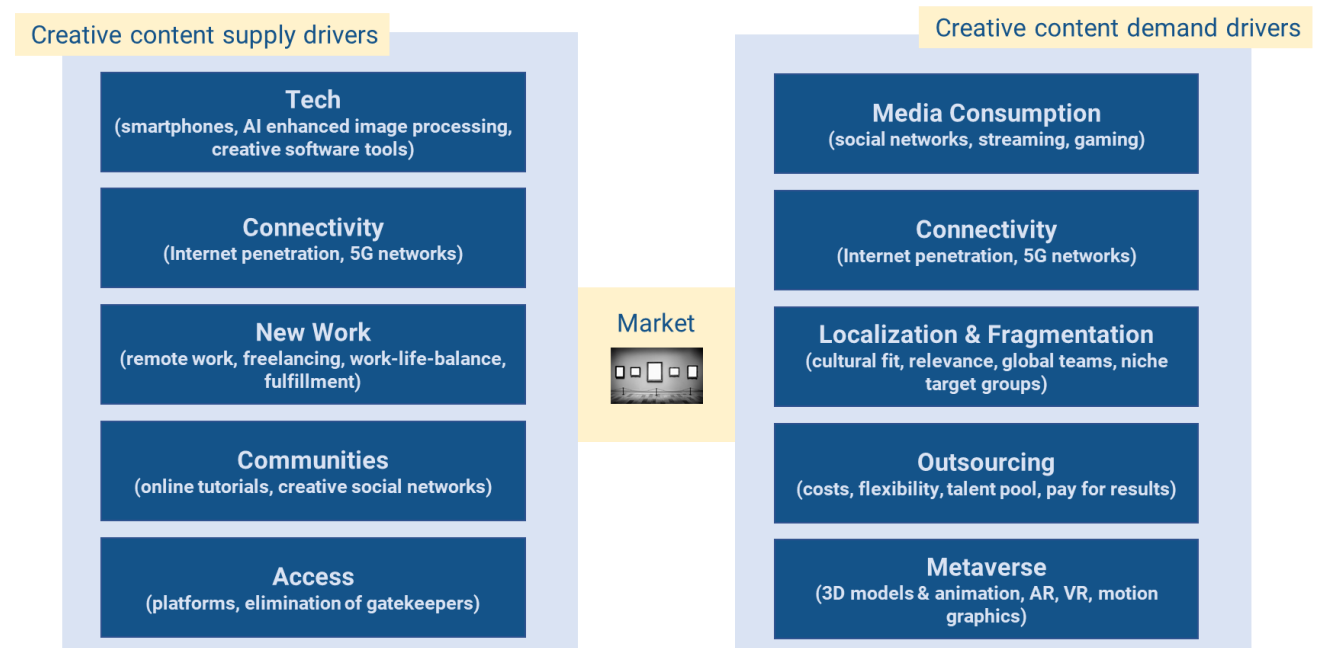 Creative content supply drivers
Tech
(smartphones, AI enhanced image processing,
creative software tools)
Connectivity
(Internet penetration, 5G networks)
New Work
(remote work, freelancing, work-life-balance,
fulfillment)
Communities
(online tutorials, creative social networks)
Access
(platforms, elimination of gatekeepers)
Market
Creative content demand drivers
Media Consumption
(social networks, streaming, gaming)
Connectivity
(Internet penetration, 5G networks)
Localization & Fragmentation
(cultural fit, relevance, global teams, niche
target groups)
Outsourcing
(costs, flexibility, talent pool, pay for results)
Metaverse
(3D models & animation, AR, VR, motion
graphics)